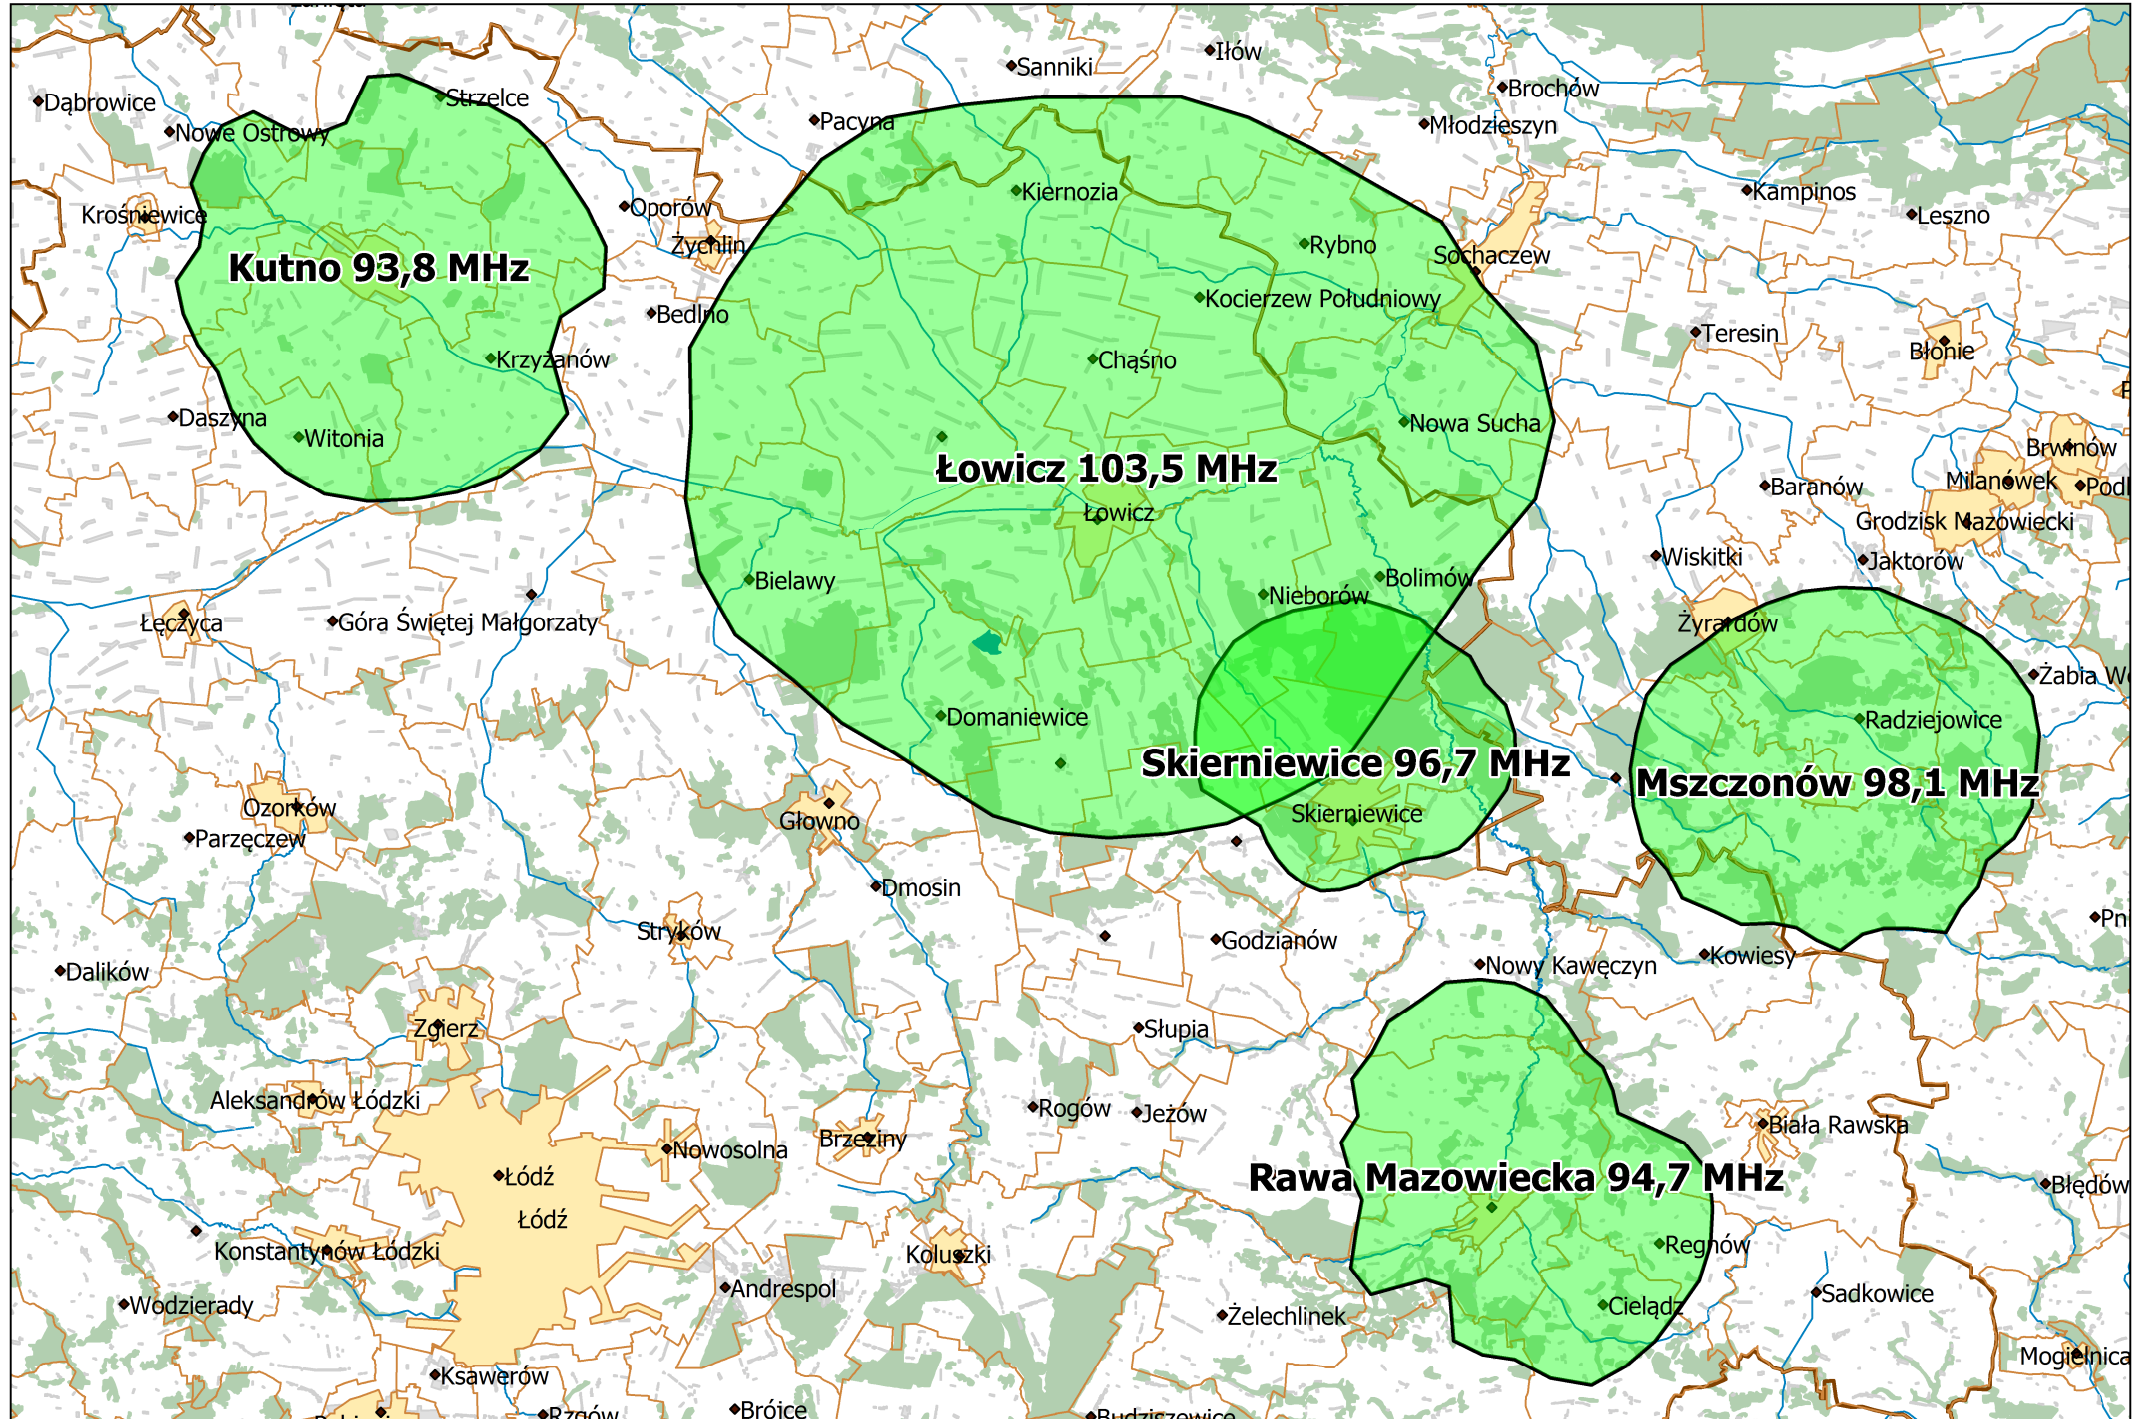 Sanniki
Iłów
Brochów
Dąbrowice
Strzelce
Pacyna
Młodzieszyn
Nowe Ostrowy
Kiernozia
Kampinos
Krośniewice
Oporów
Leszno
Żychlin
Rybno
Sochaczew
Kutno 93,8 MHz
Kocierzew Południowy
Bedlno
Teresin
Błonie
Krzyżanów
Chąśno
Daszyna
Witonia
Nowa Sucha
Brwinów
Łowicz 103,5 MHz
Milanówek
Baranów
Podl
Łowicz
Grodzisk Mazowiecki
Wiskitki
Jaktorów
Bielawy
Bolimów
Nieborów
Łęczyca
Góra Świętej Małgorzaty
Żyrardów
Żabia W
Domaniewice
Radziejowice
Skierniewice 96,7 MHz
Mszczonów 98,1 MHz
Ozorków
Głowno
Skierniewice
Parzęczew
Dmosin
Pn
Stryków
Godzianów
Kowiesy
Nowy Kawęczyn
Dalików
Zgierz
Słupia
Aleksandrów Łódzki
Rogów
Jeżów
Biała Rawska
Brzeziny
Nowosolna
Łódź
Rawa Mazowiecka 94,7 MHz
Błędów
Łódź
Regnów
Konstantynów Łódzki
Koluszki
Andrespol
Sadkowice
Wodzierady
Cielądz
Żelechlinek
Mogielnica
Ksawerów
Brójce
Rzgów
Budziszewice